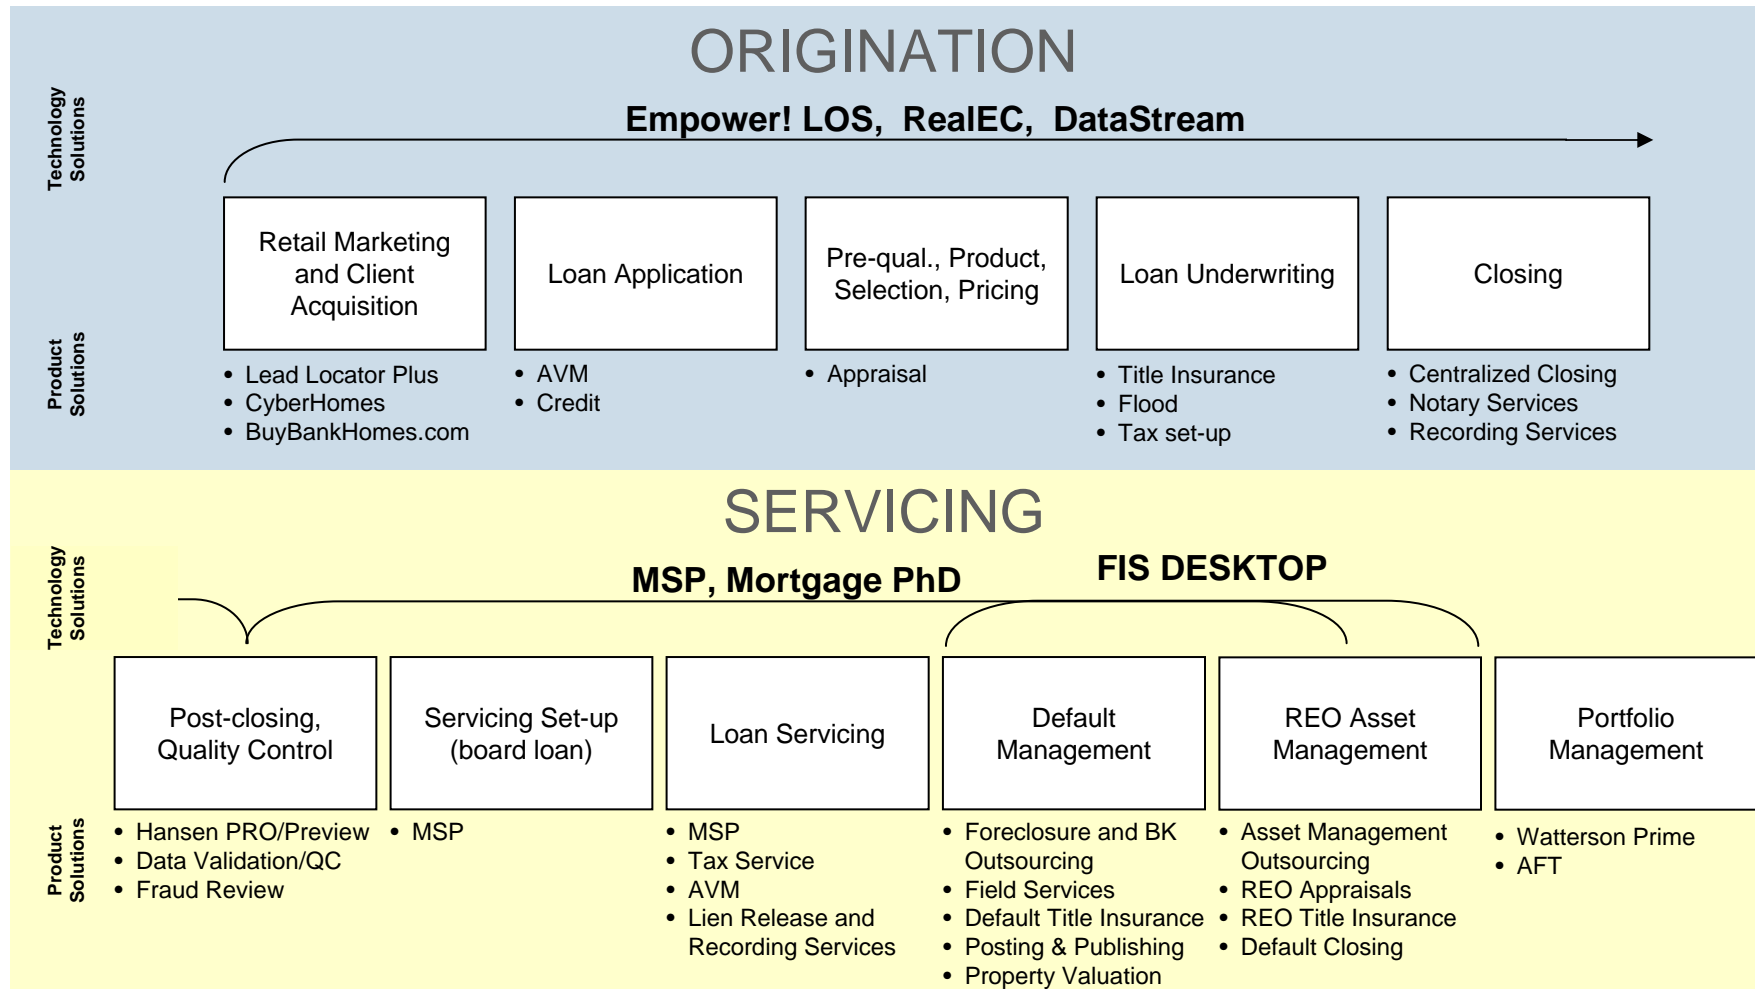 ORIGINATION
Technology
Solutions
Empower! LOS, RealEC, DataStream
Retail Marketing
and Client
Acquisition
Loan Application
Pre-qual., Product,
Selection, Pricing
Loan Underwriting
Closing
Product
Solutions
• Lead Locator Plus
• CyberHomes
• BuyBankHomes.com
• AVM
• Credit
• Appraisal
• Title Insurance
• Flood
• Tax set-up
• Centralized Closing
• Notary Services
• Recording Services
SERVICING
Technology
Solutions
MSP, Mortgage PhD
FIS DESKTOP
Post-closing,
Quality Control
Servicing Set-up
(board loan)
Loan Servicing
Default
Management
REO Asset
Management
Portfolio
Management
Product
Solutions
• Hansen PRO/Preview
• Data Validation/QC
• Fraud Review
• MSP
• MSP
• Tax Service
• AVM
• Lien Release and
Recording Services
• Foreclosure and BK
Outsourcing
• Field Services
• Default Title Insurance
• Posting & Publishing
• Property Valuation
• Asset Management
Outsourcing
• REO Appraisals
• REO Title Insurance
• Default Closing
• Watterson Prime
• AFT